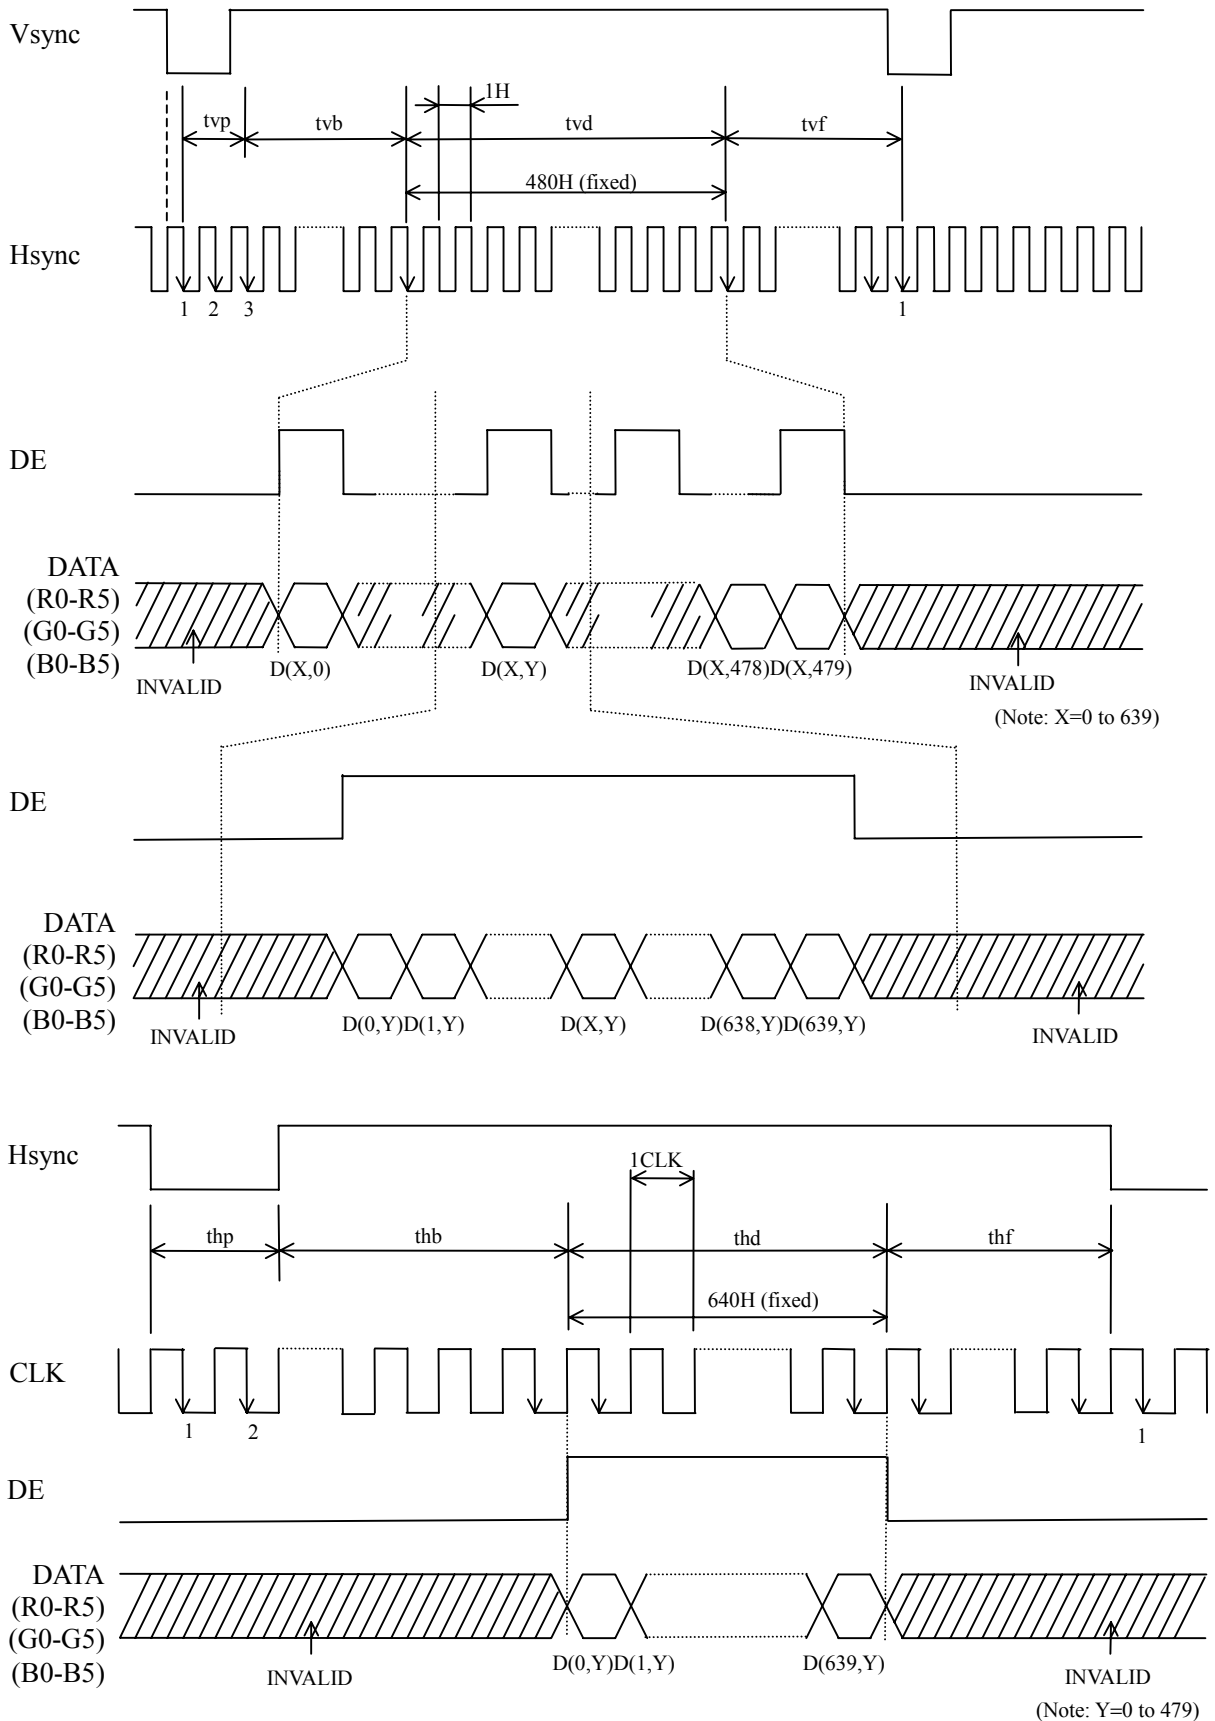 Vsync
1H
tvp
tvb
tvd
tvf
480H (fixed)
Hsync
1 2 3
1
DE
DATA
(R0-R5)
(G0-G5)
(B0-B5)
D(X,0)
D(X,Y)
D(X,478)D(X,479)
INVALID
INVALID
(Note: X=0 to 639)
DE
DATA
(R0-R5)
(G0-G5)
(B0-B5)
D(0,Y)D(1,Y)
D(X,Y)
D(638,Y)D(639,Y)
INVALID
INVALID
Hsync
1CLK
thp
thb
thd
thf
640H (fixed)
CLK
1
2
1
DE
DATA
(R0-R5)
(G0-G5)
(B0-B5)
INVALID
D(0,Y)D(1,Y)
D(639,Y)
INVALID
(Note: Y=0 to 479)